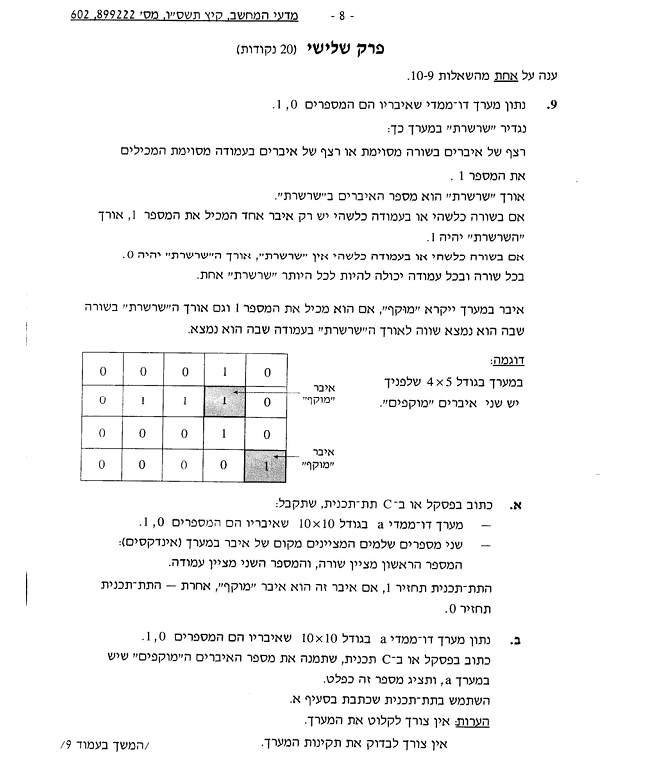 - 8 -
מדעי המחשב, קיץ תשס"ו, מס' 899222, 602
פרק שלישי (20 נקודות)
ענה על אחת מהשאלות 9-10.
9. נתון מערך דו־ממדי שאיבריו הם המספרים 0, 1.
נגדיר "שרשרת" במערך כך:
רצף של איברים בשורה מסוימת או רצף של איברים בעמודה מסוימת המכילים
את המספר 1 .
אורך "שרשרת" הוא מספר האיברים ב"שרשרת".
אם בשורה כלשהי או בעמודה כלשהי יש רק איבר אחד המכיל את המספר 1, אורך
ה"שרשרת" יהיה 1.
אם בשורה כלשהי או בעמודה כלשהי אין "שרשרת", אורך ה"שרשרת" יהיה 0.
בכל שורה ובכל עמודה יכולה להיות לכל היותר "שרשרת" אחת.
איבר במערך ייקרא "מוקף", אם הוא מכיל את המספר 1 וגם אורך ה"שרשרת" בשורה
שבה הוא נמצא שווה לאורך ה"שרשרת" בעמודה שבה הוא נמצא.
דוגמה:
במערך בגודל 4×5 שלפניך
יש שני איברים "מוקפים".
0 0 0 1 0
0 1 1 1 0
איבר
"מוקף"
0 0 0 1 0
0 0 0 0 1
איבר
"מוקף"
א. כתוב בפסקל או ב־C תת־תכנית, שתקבל:
— מערך דו־ממדי a בגודל 10×10 שאיבריו הם המספרים 0, 1.
— שני מספרים שלמים המציינים מקום של איבר במערך (אינדקסים):
המספר הראשון מציין שורה, והמספר השני מציין עמודה.
התת־תכנית תחזיר 1, אם איבר זה הוא איבר "מוקף", אחרת — התת־תכנית
תחזיר 0.
ב. נתון מערך דו־ממדי a בגודל 10×10 שאיבריו הם המספרים 0, 1.
כתוב בפסקל או ב־C תכנית, שתמנה את מספר האיברים ה"מוקפים" שיש
במערך a, ותציג מספר זה כפלט.
השתמש בתת־תכנית שכתבת בסעיף א.
הערות: אין צורך לקלוט את המערך.
אין צורך לבדוק את תקינות המערך.
/המשך בעמוד 9/